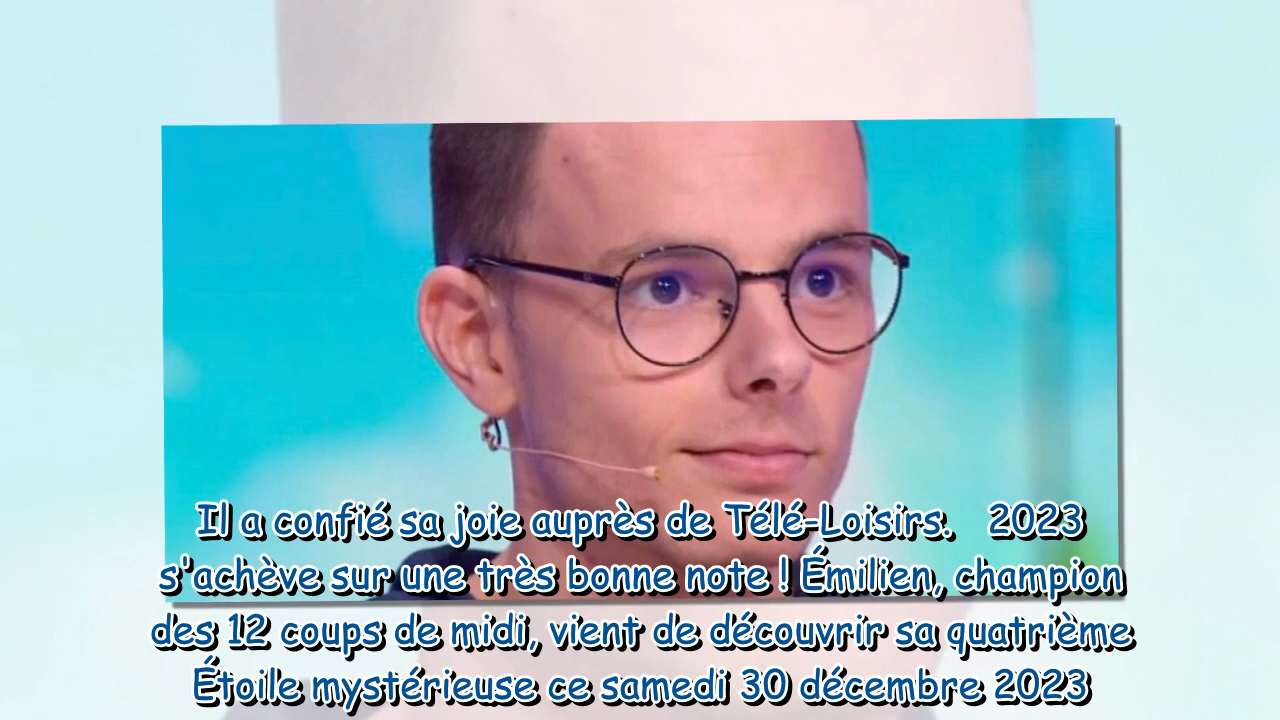 Il a confié sa joie auprès de Télé-Loisirs.   2023
s'achève sur une très bonne note ! Émilien, champion
des 12 coups de midi, vient de découvrir sa quatrième
Étoile mystérieuse ce samedi 30 décembre 2023